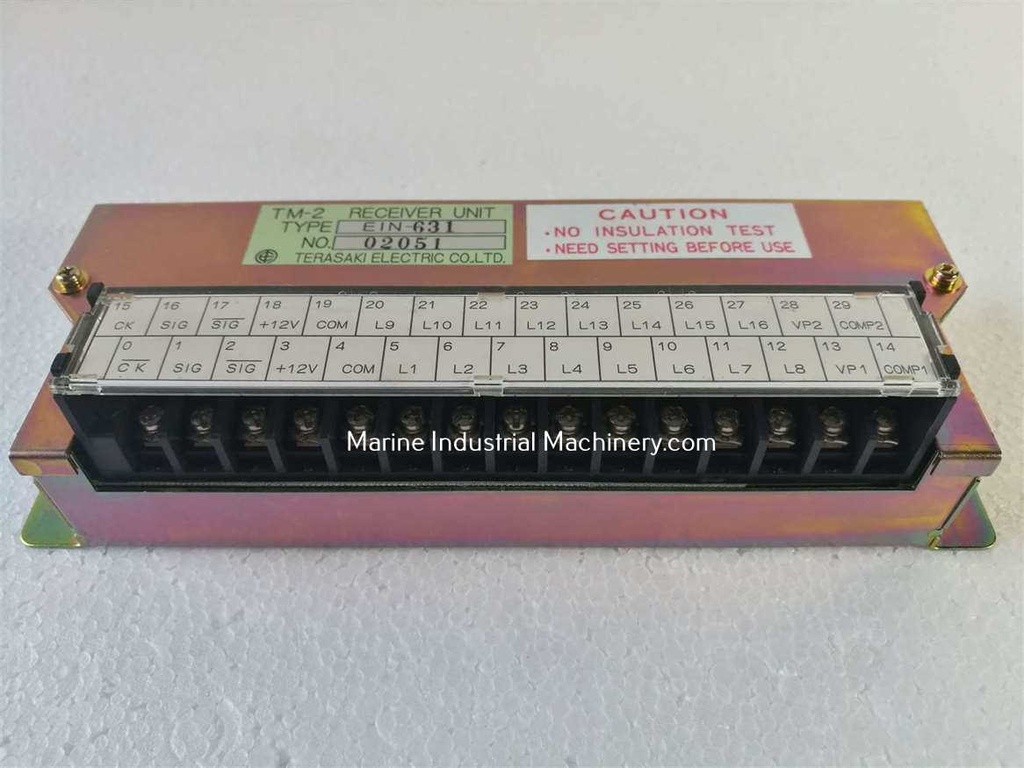 TM-2 RECEIVER UNIT
TYPE EIN-631
NO. 02051
TERASAKI ELECTRIC CO.,LTD.
CAUTION
・NO INSULATION TEST
・NEED SETTING BEFORE USE
15 16 17 18 19 20 21 22 23 24 25 26 27 28 29
CK SIG S̅I̅G̅ +12V COM L9 L10 L11 L12 L13 L14 L15 L16 VP2 COMP2
0 1 2 3 4 5 6 7 8 9 10 11 12 13 14
C̅K̅ SIG S̅I̅G̅ +12V COM L1 L2 L3 L4 L5 L6 L7 L8 VP1 COMP1
Marine Industrial Machinery.com